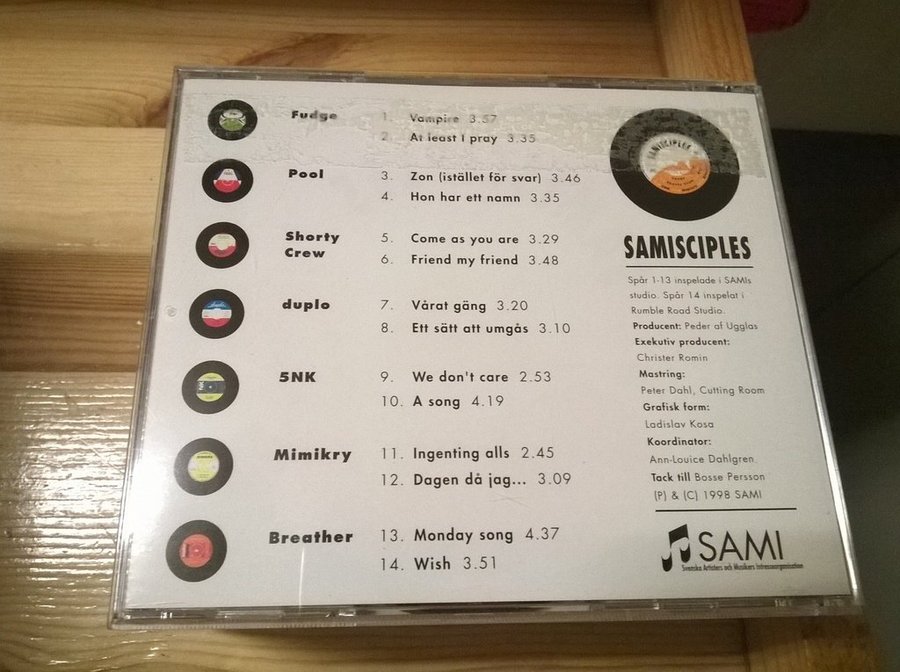 Fudge
1. Vampire 3.57
2. At least I pray 3.35
Pool
3. Zon (istället för svar) 3.46
4. Hon har ett namn 3.35
Shorty
Crew
5. Come as you are 3.29
6. Friend my friend 3.48
duplo
7. Vårat gäng 3.20
8. Ett sätt att umgås 3.10
5NK
9. We don't care 2.53
10. A song 4.19
Mimikry
11. Ingenting alls 2.45
12. Dagen då jag... 3.09
Breather
13. Monday song 4.37
14. Wish 3.51
SAMISCIPLES
SAMISCIPLES
Spår 1-13 inspelade i SAMIs
studio. Spår 14 inspelat i
Rumble Road Studio.
Producent: Peder af Ugglas
Exekutiv producent:
Christer Romin
Mastring:
Peter Dahl, Cutting Room
Grafisk form:
Ladislav Kosa
Koordinator:
Ann-Louice Dahlgren
Tack till Bosse Persson
(P) & (C) 1998 SAMI
SAMI
Svenska Artisters och Musikers Intresseorganisation